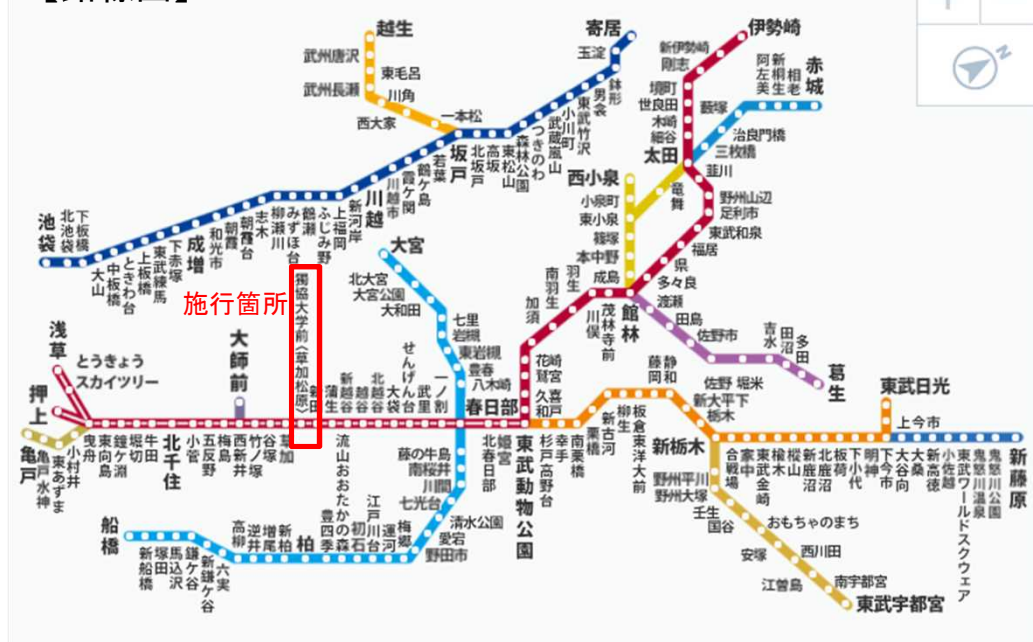 越生
武州唐沢
東毛呂
武州長瀬
川角
西大家
一本松
坂戸
寄居
玉淀
鉢形
男衾
東武竹沢
小川町
武蔵嵐山
つきのわ
森林公園
東松山
高坂
北坂戸
若葉
鶴ケ島
霞ケ関
川越市
川越
新河岸
上福岡
ふじみ野
鶴瀬
みずほ台
柳瀬川
志木
朝霞台
朝霞
和光市
成増
下赤塚
東武練馬
上板橋
ときわ台
中板橋
大山
下板橋
北池袋
池袋
伊勢崎
新伊勢崎
剛志
境町
世良田
木崎
細谷
太田
赤城
相老
新桐生
阿左美
藪塚
治良門橋
三枚橋
韮川
野州山辺
足利市
東武和泉
福居
県
多々良
西小泉
小泉町
東小泉
篠塚
本中野
竜舞
成島
館林
渡瀬
田島
佐野市
吉水
田沼
多田
葛生
佐野
堀米
茂林寺前
川俣
羽生
南羽生
加須
花崎
鷲宮
久喜
和戸
東武動物公園
大宮
北大宮
大宮公園
大和田
七里
岩槻
東岩槻
豊春
八木崎
春日部
藤の牛島
南桜井
川間
七光台
清水公園
愛宕
野田市
梅郷
運河
江戸川台
初石
流山おおたかの森
豊四季
柏
新柏
増尾
逆井
高柳
六実
新鎌ケ谷
鎌ケ谷
馬込沢
塚田
新船橋
船橋
施行箇所
獨協大学前〈草加松原〉
浅草
とうきょう
スカイツリー
押上
曳舟
東向島
鐘ケ淵
堀切
牛田
北千住
小菅
五反野
梅島
西新井
大師前
竹ノ塚
谷塚
草加
新田
蒲生
新越谷
越谷
北越谷
大袋
せんげん台
武里
一ノ割
北春日部
姫宮
亀戸
亀戸水神
東あずま
小村井
杉戸高野台
幸手
南栗橋
栗橋
新古河
柳生
板倉東洋大前
藤岡
静和
新大平下
栃木
新栃木
合戦場
家中
東武金崎
楡木
樅山
新鹿沼
北鹿沼
板荷
下小代
明神
下今市
上今市
東武日光
大谷向
大桑
新高徳
小佐越
東武ワールドスクウェア
鬼怒川温泉
鬼怒川公園
新藤原
野州平川
野州大塚
壬生
国谷
おもちゃのまち
安塚
西川田
江曽島
南宇都宮
東武宇都宮